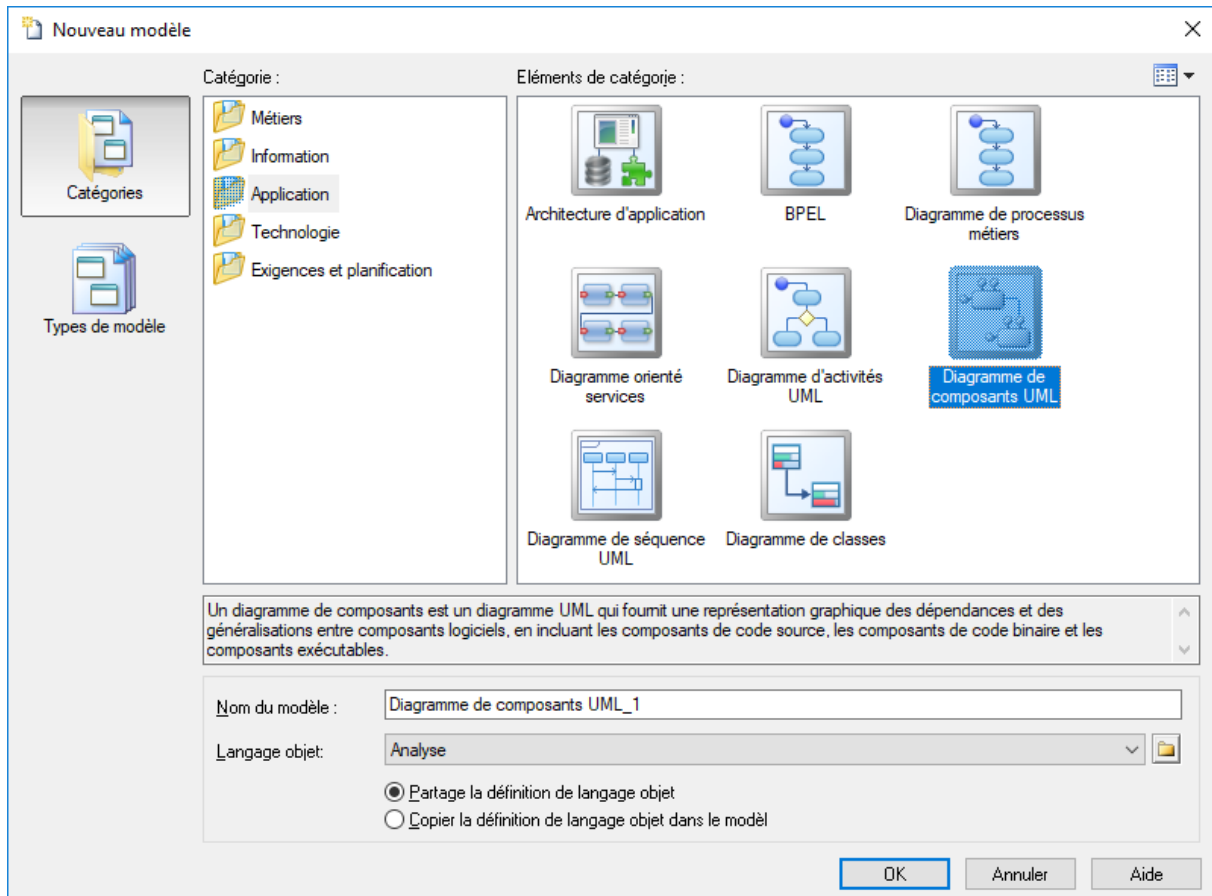 Nouveau modèle
Catégorie :
Eléments de catégorie :
Catégories
Types de modèle
Métiers
Information
Application
Technologie
Exigences et planification
Architecture d'application
BPEL
Diagramme de processus
métiers
Diagramme orienté
services
Diagramme d'activités
UML
Diagramme de
composants UML
Diagramme de séquence
UML
Diagramme de classes
Un diagramme de composants est un diagramme UML qui fournit une représentation graphique des dépendances et des
généralisations entre composants logiciels, en incluant les composants de code source, les composants de code binaire et les
composants exécutables.
Nom du modèle :
Diagramme de composants UML_1
Langage objet:
Analyse
Partage la définition de langage objet
Copier la définition de langage objet dans le modèl
OK
Annuler
Aide